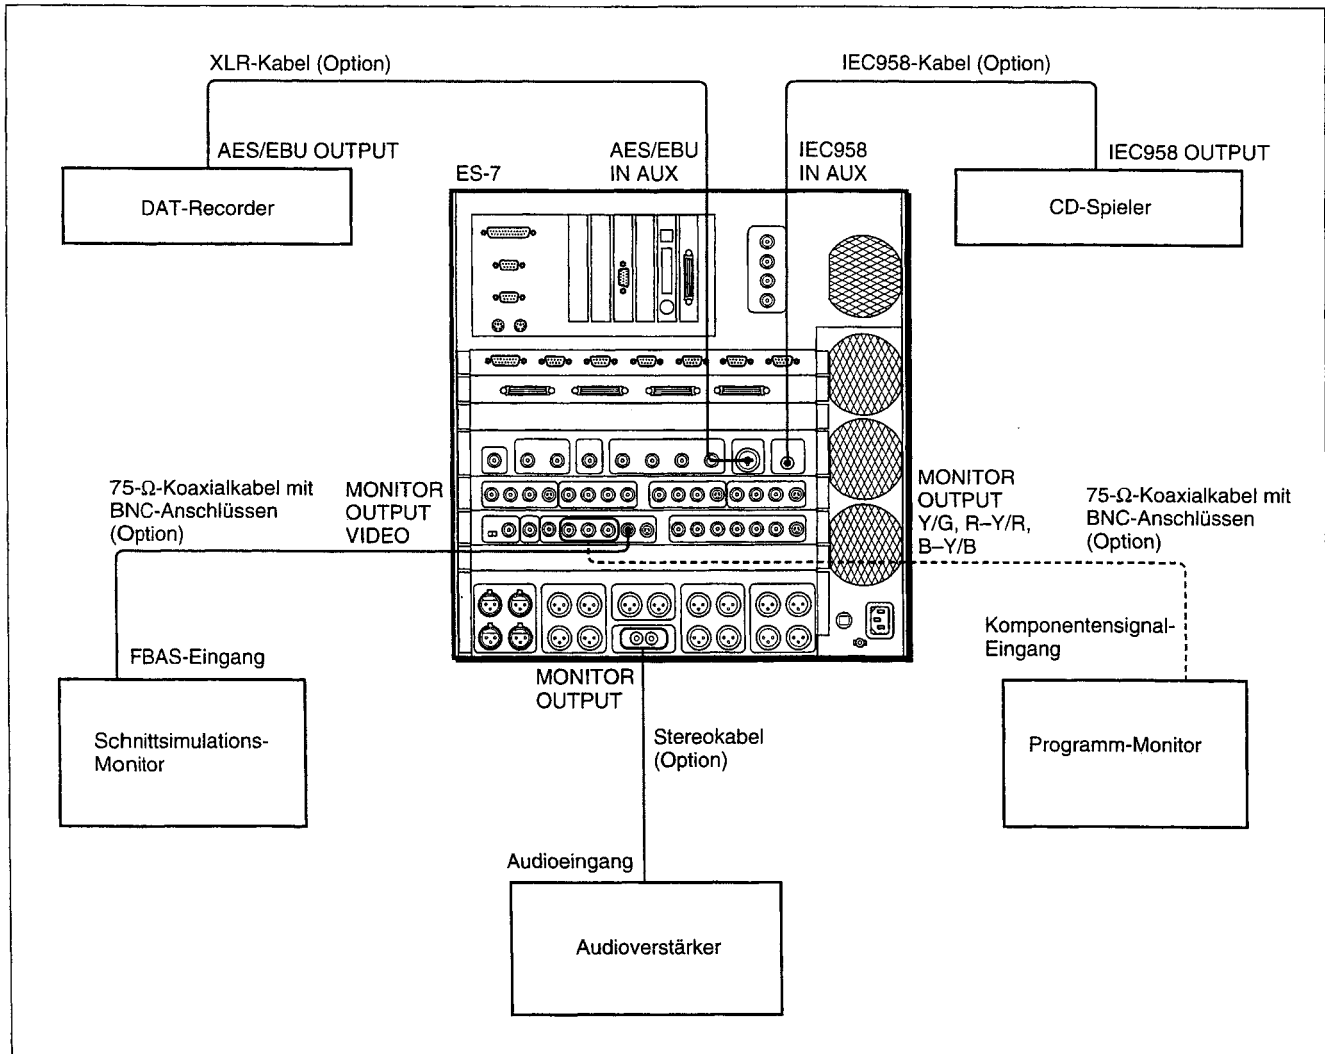 XLR-Kabel (Option)
IEC958-Kabel (Option)
AES/EBU OUTPUT
AES/EBU
IN AUX
IEC958
IN AUX
IEC958 OUTPUT
ES-7
DAT-Recorder
CD-Spieler
75-Ω-Koaxialkabel mit
BNC-Anschlüssen
(Option)
MONITOR
OUTPUT
VIDEO
MONITOR
OUTPUT
Y/G, R–Y/R,
B–Y/B
75-Ω-Koaxialkabel mit
BNC-Anschlüssen
(Option)
FBAS-Eingang
Komponentensignal-
Eingang
MONITOR
OUTPUT
Schnittsimulations-
Monitor
Stereokabel
(Option)
Programm-Monitor
Audioeingang
Audioverstärker